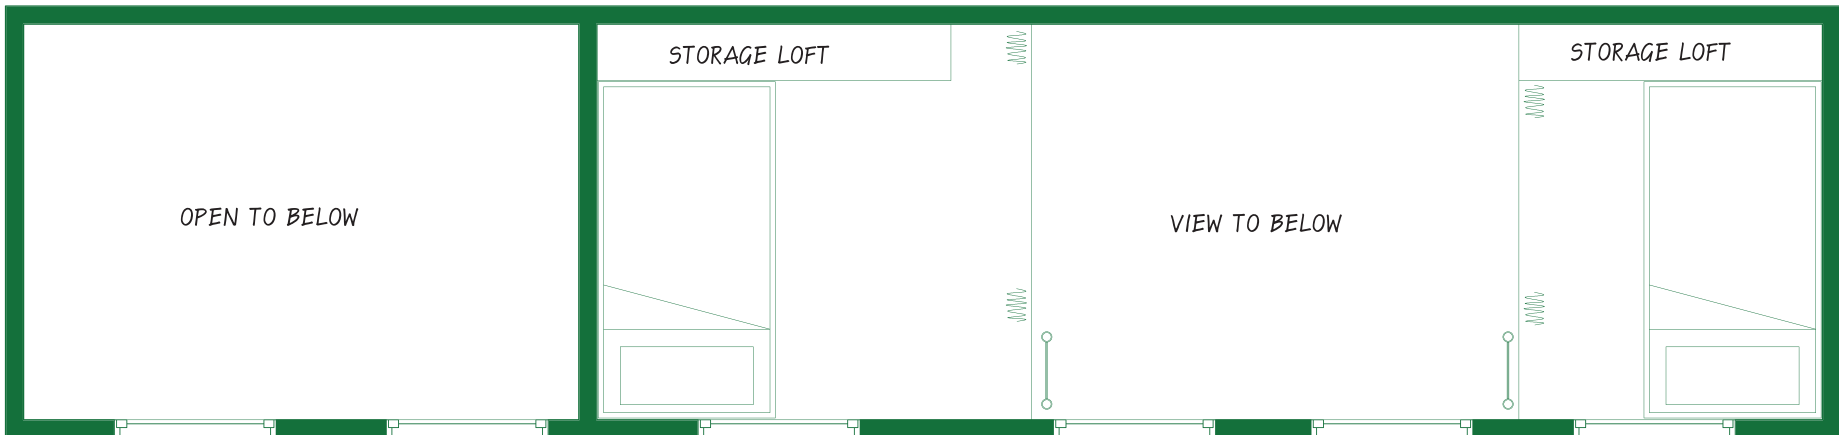 STORAGE LOFT
STORAGE LOFT
OPEN TO BELOW
VIEW TO BELOW